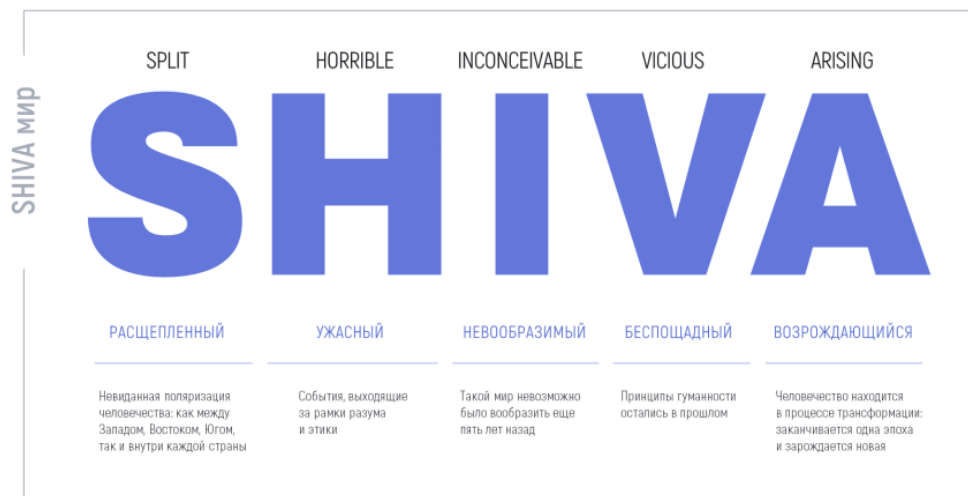 SHIVA мир
SPLIT
HORRIBLE
INCONCEIVABLE
VICIOUS
ARISING
SHIVA
РАСЩЕПЛЕННЫЙ
УЖАСНЫЙ
НЕВООБРАЗИМЫЙ
БЕСПОЩАДНЫЙ
ВОЗРОЖДАЮЩИЙСЯ
Невиданная поляризация
человечества: как между
Западом, Востоком, Югом,
так и внутри каждой страны
События, выходящие
за рамки разума
и этики
Такой мир невозможно
было вообразить еще
пять лет назад
Принципы гуманности
остались в прошлом
Человечество находится
в процессе трансформации:
заканчивается одна эпоха
и зарождается новая